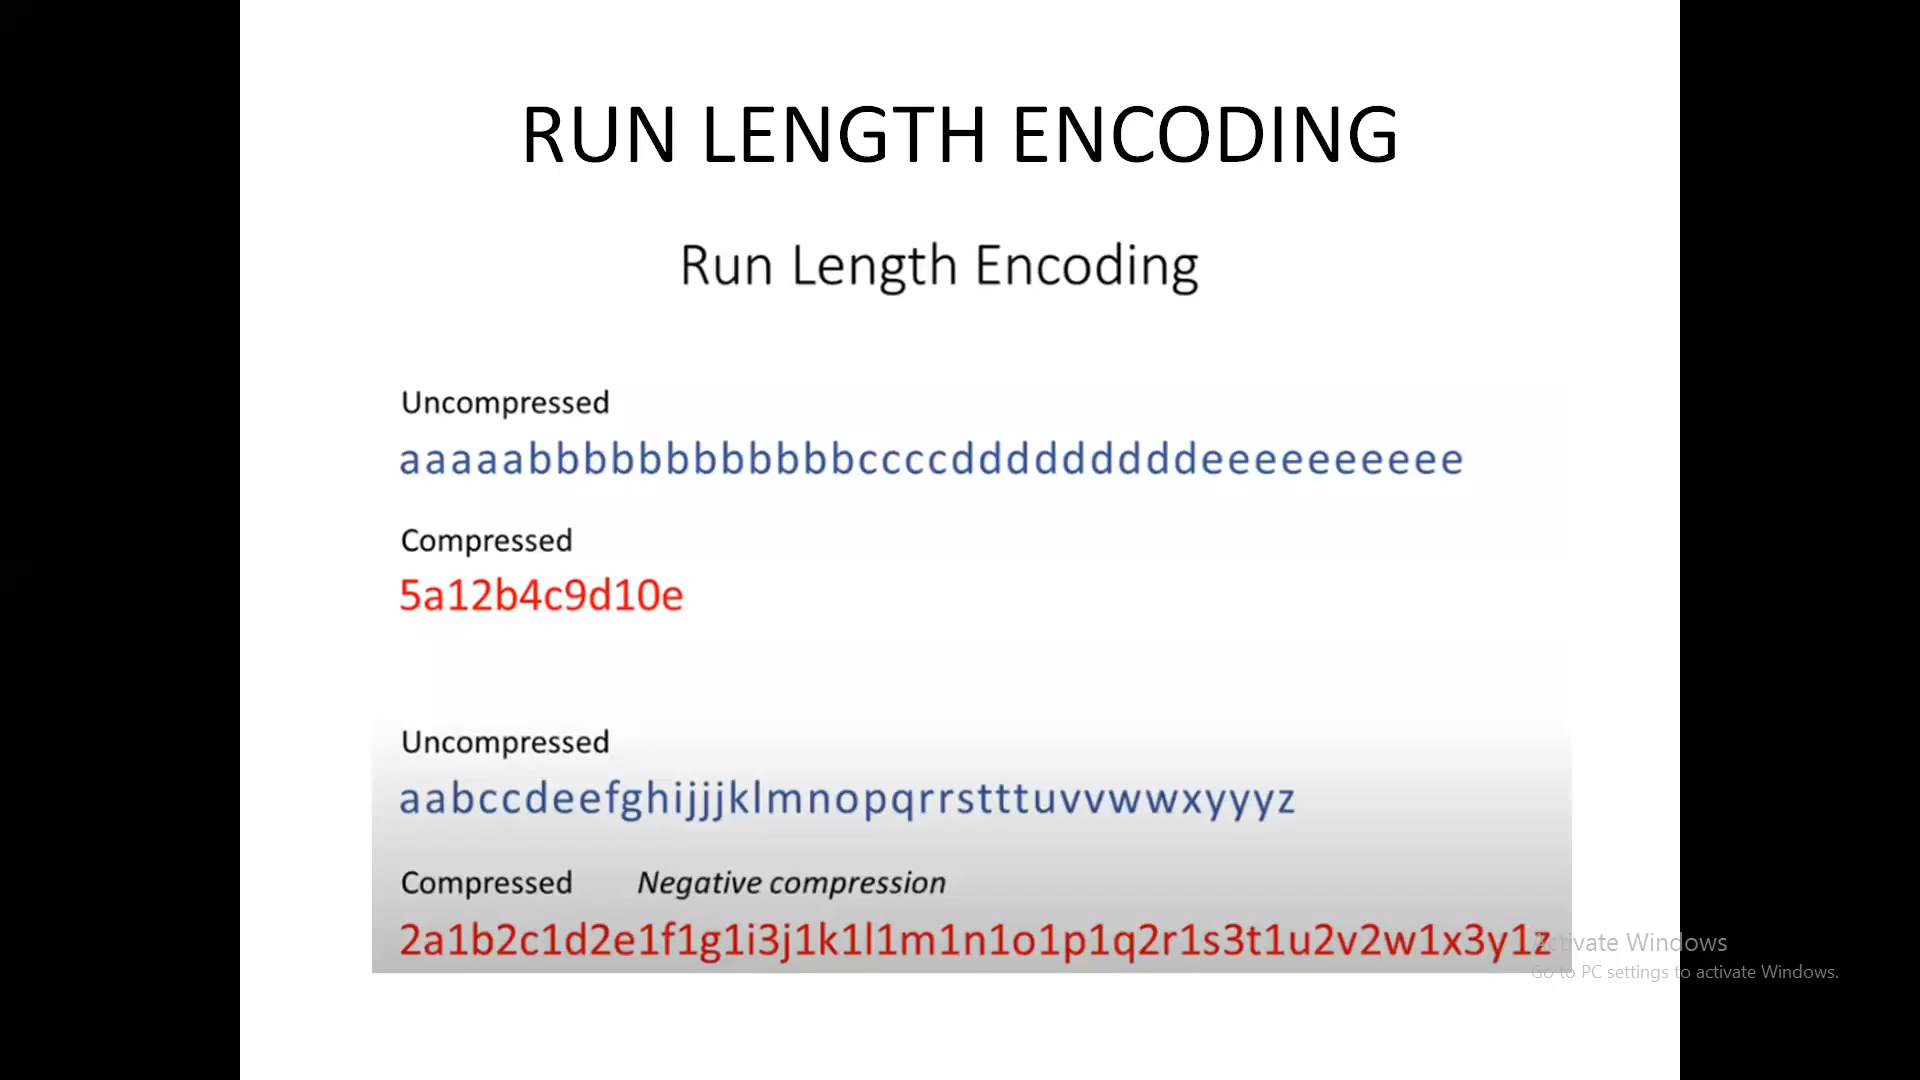 RUN LENGTH ENCODING
Run Length Encoding
Uncompressed
aaaaabbbbbbbbbbbbccccdddddddddeeeeeeeeee
Compressed
5a12b4c9d10e
Uncompressed
aabccdeefghijjjklmnopqrrstttuvvwwxyyyz
Compressed Negative compression
2a1b2c1d2e1f1g1i3j1k1l1m1n1o1p1q2r1s3t1u2v2w1x3y1z
Activate Windows
Go to PC settings to activate Windows.